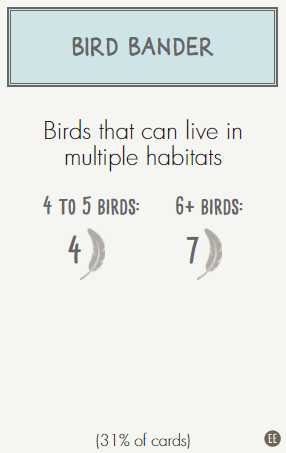 BIRD BANDER
Birds that can live in
multiple habitats
4 TO 5 BIRDS: 6+ BIRDS:
4 7
(31% of cards) EE